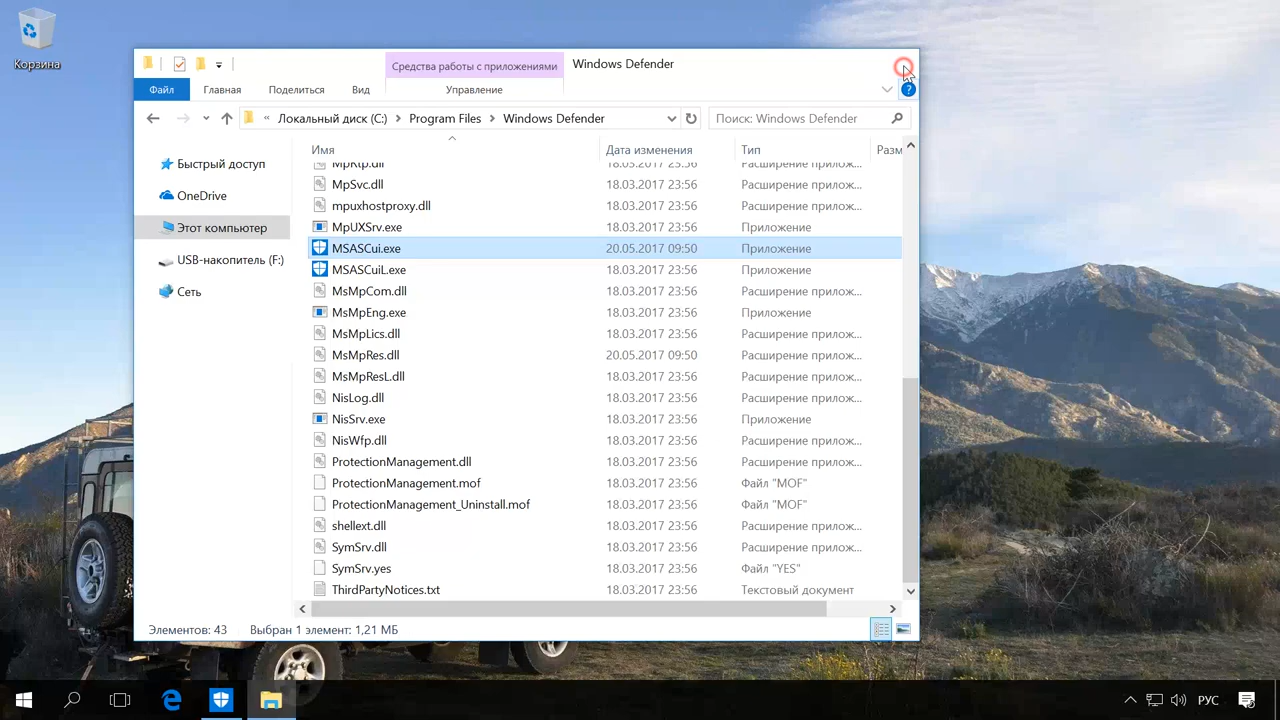 Корзина
Средства работы с приложениями
Windows Defender
Файл
Главная
Поделиться
Вид
Управление
?
« Локальный диск (C:) > Program Files > Windows Defender
Поиск: Windows Defender
Имя Дата изменения Тип Разм
MpRtp.dll 18.03.2017 23:56 Расширение прилож...
MpSvc.dll 18.03.2017 23:56 Расширение прилож...
mpuxhostproxy.dll 18.03.2017 23:56 Расширение прилож...
MpUXSrv.exe 18.03.2017 23:56 Приложение
MSASCui.exe 20.05.2017 09:50 Приложение
MSASCuiL.exe 18.03.2017 23:56 Приложение
MsMpCom.dll 18.03.2017 23:56 Расширение прилож...
MsMpEng.exe 18.03.2017 23:56 Приложение
MsMpLics.dll 18.03.2017 23:56 Расширение прилож...
MsMpRes.dll 20.05.2017 09:50 Расширение прилож...
MsMpResL.dll 18.03.2017 23:56 Расширение прилож...
NisLog.dll 18.03.2017 23:56 Расширение прилож...
NisSrv.exe 18.03.2017 23:56 Приложение
NisWfp.dll 18.03.2017 23:56 Расширение прилож...
ProtectionManagement.dll 18.03.2017 23:56 Расширение прилож...
ProtectionManagement.mof 18.03.2017 23:56 Файл "MOF"
ProtectionManagement_Uninstall.mof 18.03.2017 23:56 Файл "MOF"
shellext.dll 18.03.2017 23:56 Расширение прилож...
SymSrv.dll 18.03.2017 23:56 Расширение прилож...
SymSrv.yes 18.03.2017 23:56 Файл "YES"
ThirdPartyNotices.txt 18.03.2017 23:56 Текстовый документ
Быстрый доступ
OneDrive
Этот компьютер
USB-накопитель (F:)
Сеть
Элементов: 43
Выбран 1 элемент: 1,21 МБ
РУС